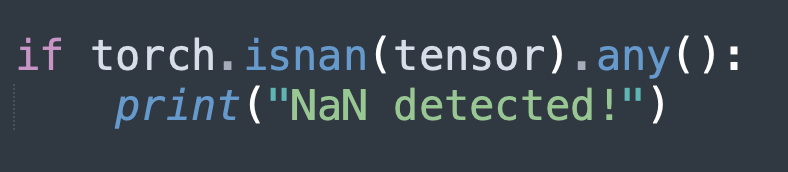 if torch.isnan(tensor).any():
    print("NaN detected!")